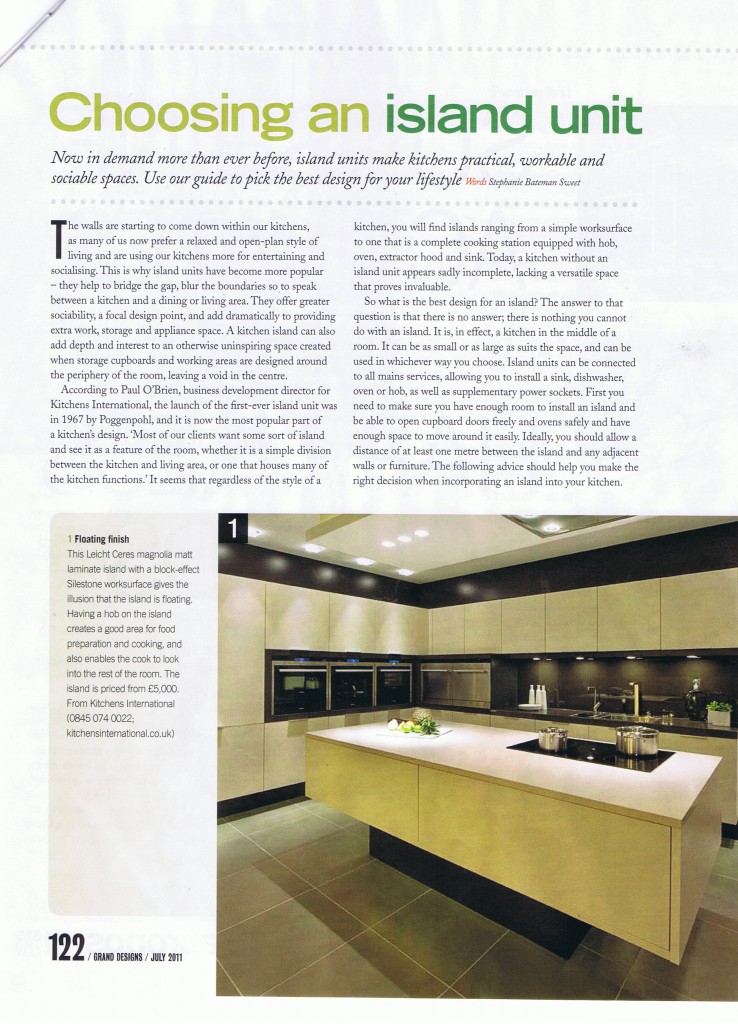 Choosing an island unit
Now in demand more than ever before, island units make kitchens practical, workable and
sociable spaces. Use our guide to pick the best design for your lifestyle Words Stephanie Bateman Sweet
The walls are starting to come down within our kitchens,
as many of us now prefer a relaxed and open-plan style of
living and are using our kitchens more for entertaining and
socialising. This is why island units have become more popular
– they help to bridge the gap, blur the boundaries so to speak
between a kitchen and a dining or living area. They offer greater
sociability, a focal design point, and add dramatically to providing
extra work, storage and appliance space. A kitchen island can also
add depth and interest to an otherwise uninspiring space created
when storage cupboards and working areas are designed around
the periphery of the room, leaving a void in the centre.
According to Paul O’Brien, business development director for
Kitchens International, the launch of the first-ever island unit was
in 1967 by Poggenpohl, and it is now the most popular part of
a kitchen’s design. ‘Most of our clients want some sort of island
and see it as a feature of the room, whether it is a simple division
between the kitchen and living area, or one that houses many of
the kitchen functions.’ It seems that regardless of the style of a
kitchen, you will find islands ranging from a simple worksurface
to one that is a complete cooking station equipped with hob,
oven, extractor hood and sink. Today, a kitchen without an
island unit appears sadly incomplete, lacking a versatile space
that proves invaluable.
So what is the best design for an island? The answer to that
question is that there is no answer; there is nothing you cannot
do with an island. It is, in effect, a kitchen in the middle of a
room. It can be as small or as large as suits the space, and can be
used in whichever way you choose. Island units can be connected
to all mains services, allowing you to install a sink, dishwasher,
oven or hob, as well as supplementary power sockets. First you
need to make sure you have enough room to install an island and
be able to open cupboard doors freely and ovens safely and have
enough space to move around it easily. Ideally, you should allow a
distance of at least one metre between the island and any adjacent
walls or furniture. The following advice should help you make the
right decision when incorporating an island into your kitchen.
1 Floating finish
This Leicht Ceres magnolia matt
laminate island with a block-effect
Silestone worksurface gives the
illusion that the island is floating.
Having a hob on the island
creates a good area for food
preparation and cooking, and
also enables the cook to look
into the rest of the room. The
island is priced from £5,000.
From Kitchens International
(0845 074 0022;
kitchensinternational.co.uk)
1
122 / GRAND DESIGNS / JULY 2011